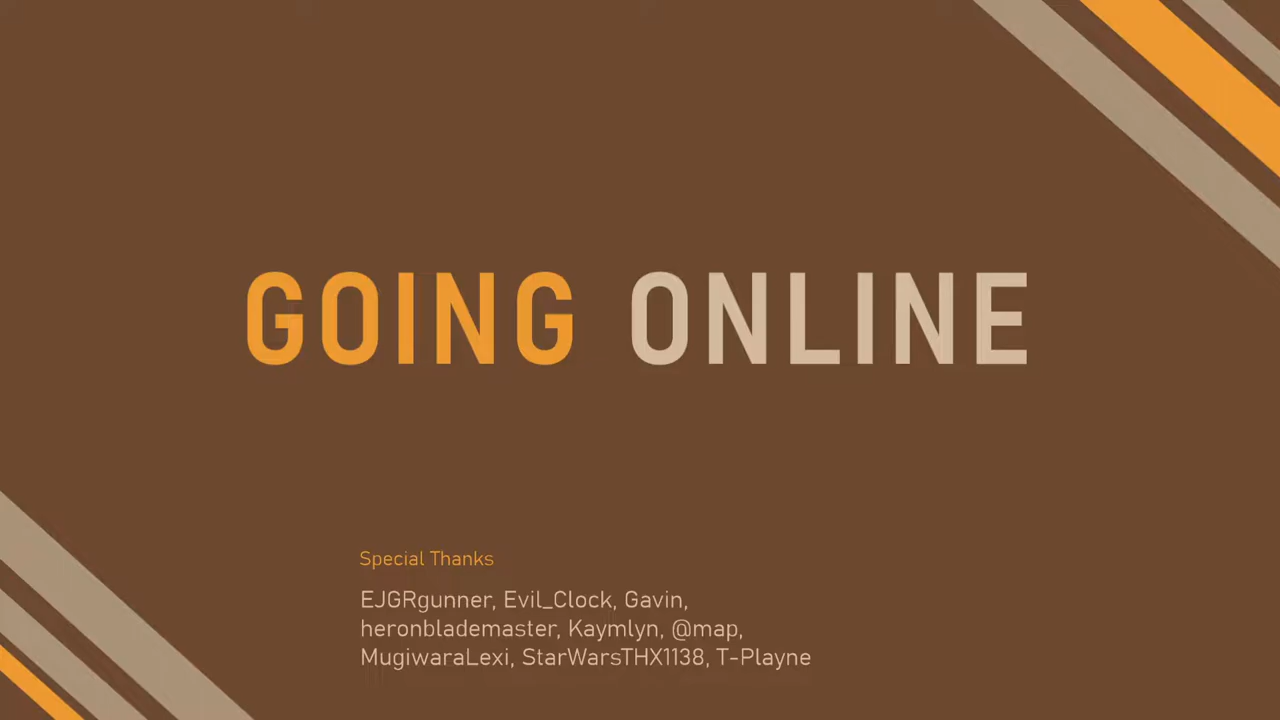 GOING ONLINE
Special Thanks
EJGRgunner, Evil_Clock, Gavin,
heronblademaster, Kaymlyn, @map,
MugiwaraLexi, StarWarsTHX1138, T-Playne